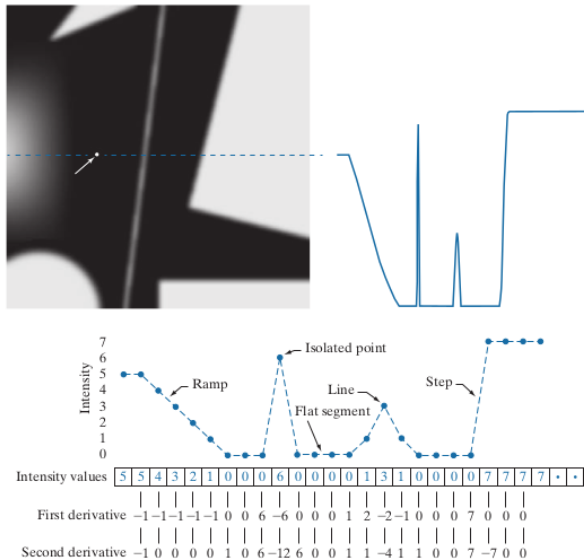 7
6
5
4
3
2
1
0
Intensity
Ramp
Isolated point
Flat segment
Line
Step
Intensity values 5 5 4 3 2 1 0 0 0 6 0 0 0 0 1 3 1 0 0 0 0 7 7 7 7 • •
First derivative −1 −1 −1 −1 −1 0 0 6 −6 0 0 0 1 2 −2 −1 0 0 0 7 0 0 0
Second derivative −1 0 0 0 0 1 0 6 −12 6 0 0 1 1 −4 1 1 0 0 7 −7 0 0